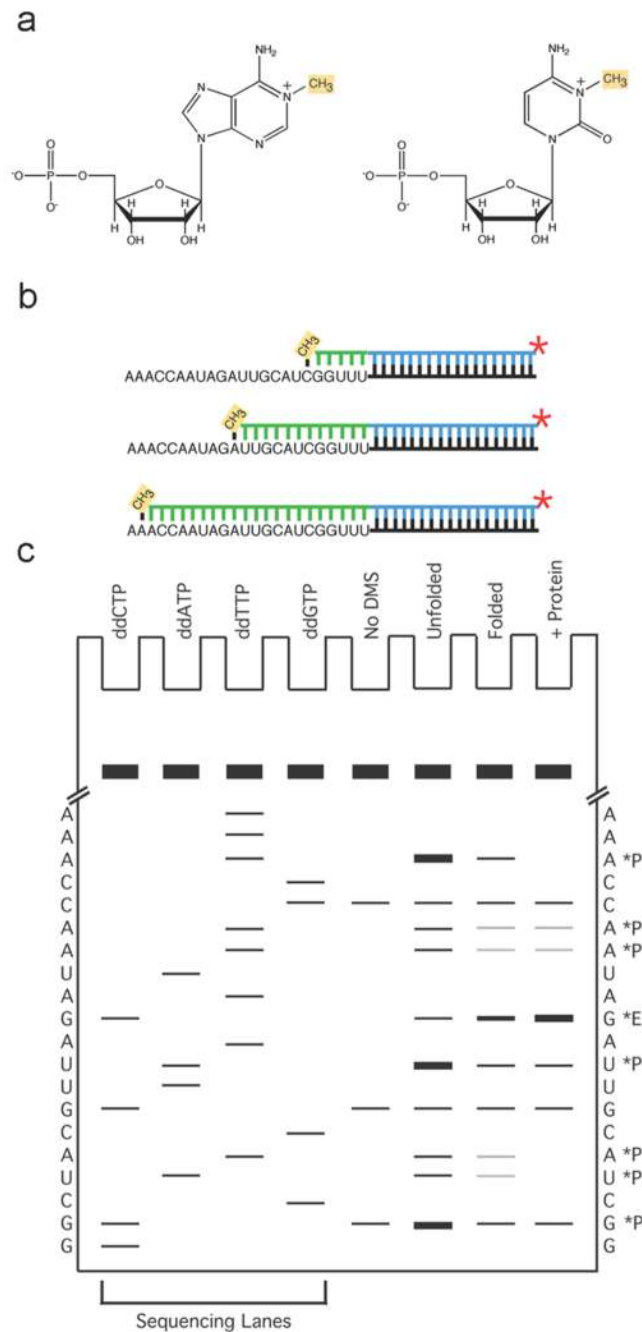 a
NH₂
N
N
+
CH₃
N
N
O
⁻O
P
O
O
O⁻
H
H
H
H
OH
OH
NH₂
N
+
CH₃
N
O
O
⁻O
P
O
O
O⁻
H
H
H
H
OH
OH
b
CH₃
*
AAACCAAUAGAUUGCAUCGGUUU
CH₃
*
AAACCAAUAGAUUGCAUCGGUUU
CH₃
*
AAACCAAUAGAUUGCAUCGGUUU
c
ddCTP
ddATP
ddTTP
ddGTP
No DMS
Unfolded
Folded
+ Protein
A A
A A
A A *P
C C
C C
A A *P
A A *P
U U
A A
G G *E
A A
U U *P
U U
G G
C C
A A *P
U U *P
C C
G G *P
G G
Sequencing Lanes